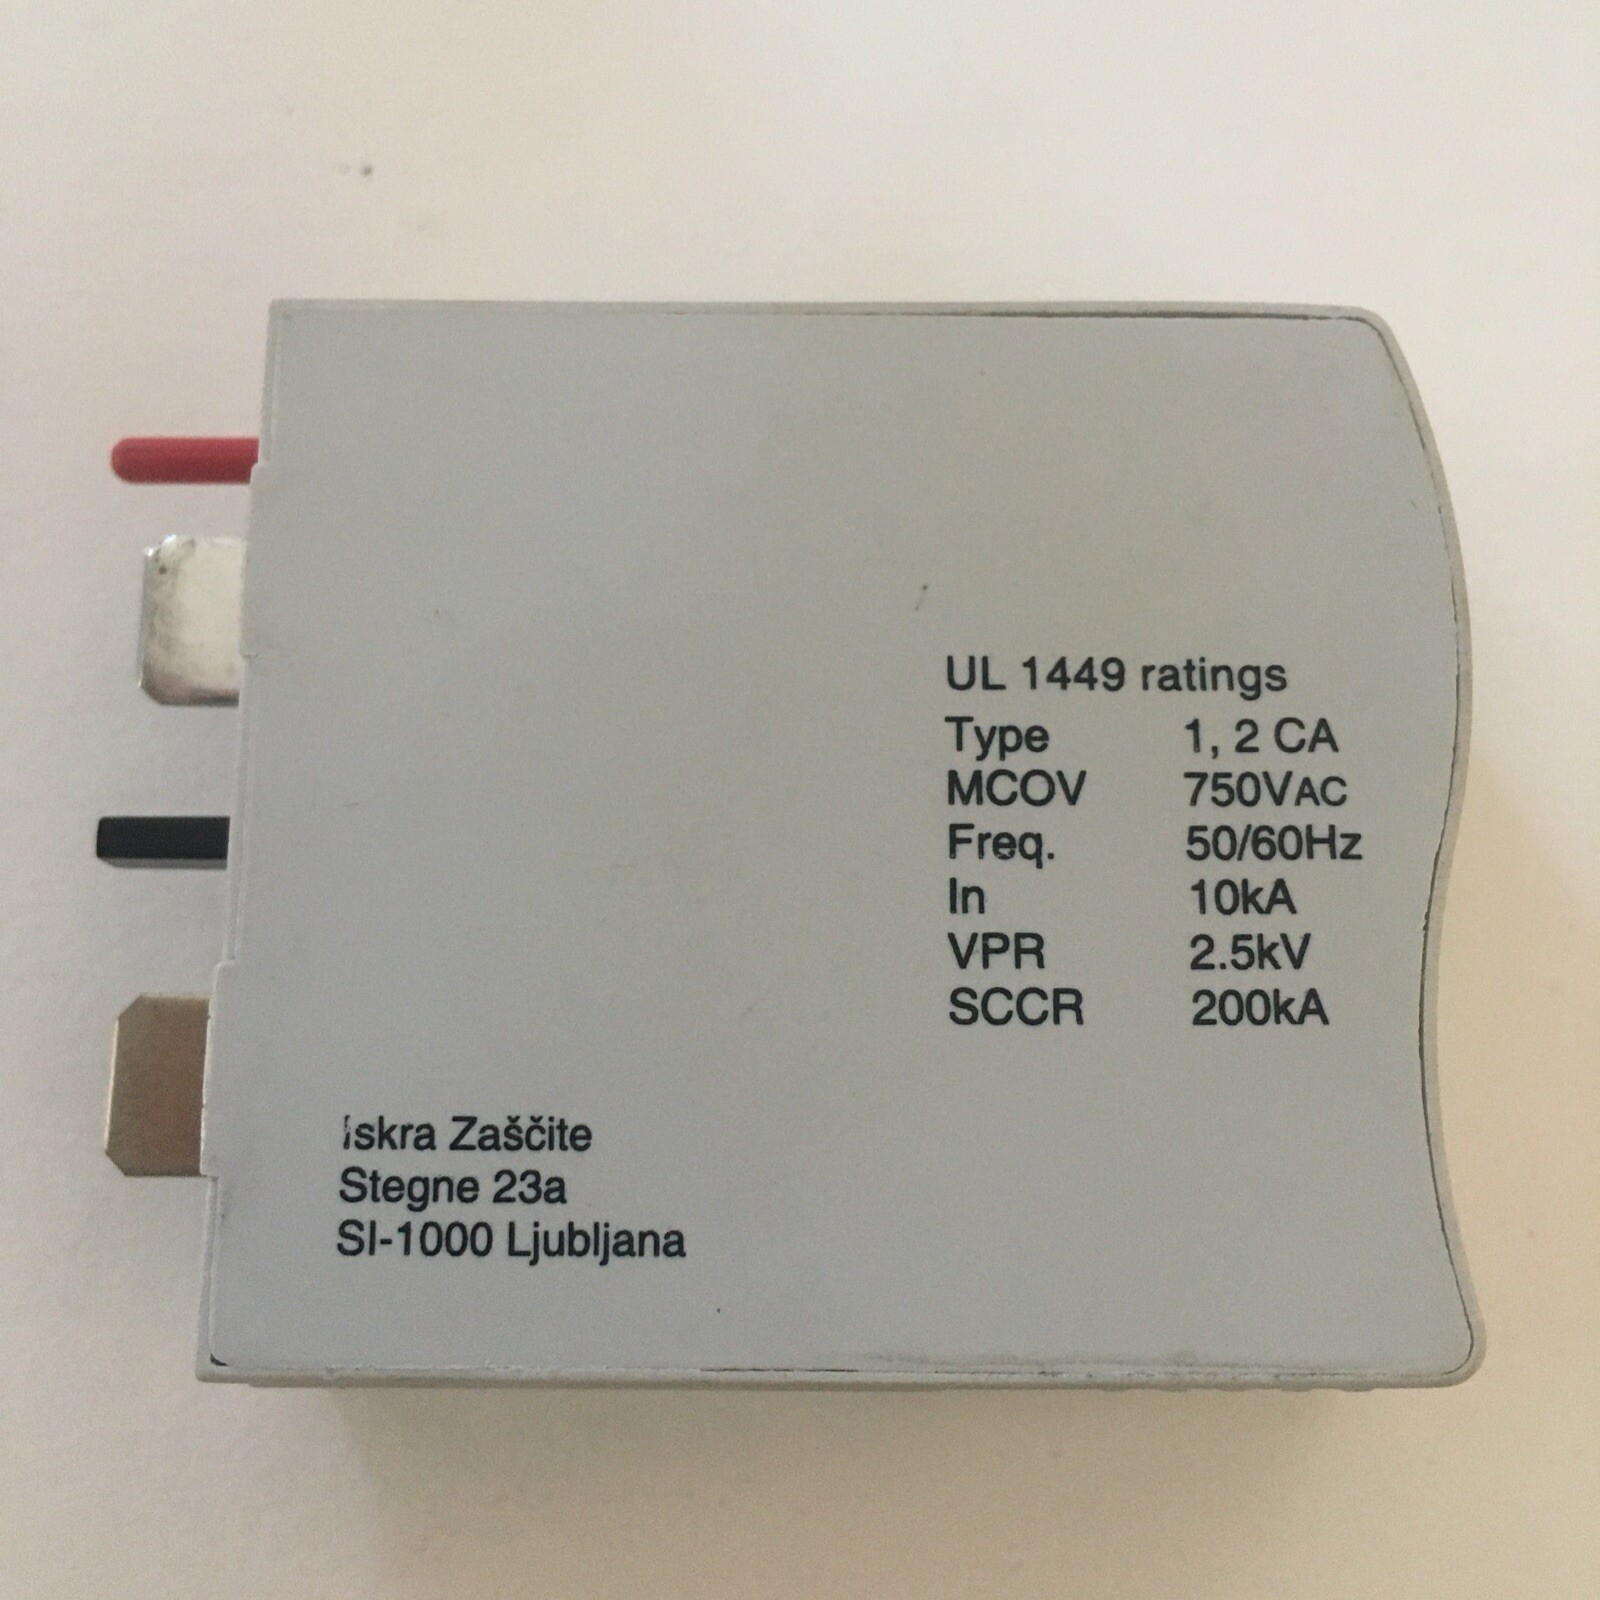 UL 1449 ratings
Type 1, 2 CA
MCOV 750VAC
Freq. 50/60Hz
In 10kA
VPR 2.5kV
SCCR 200kA
Iskra Zaščite
Stegne 23a
SI-1000 Ljubljana